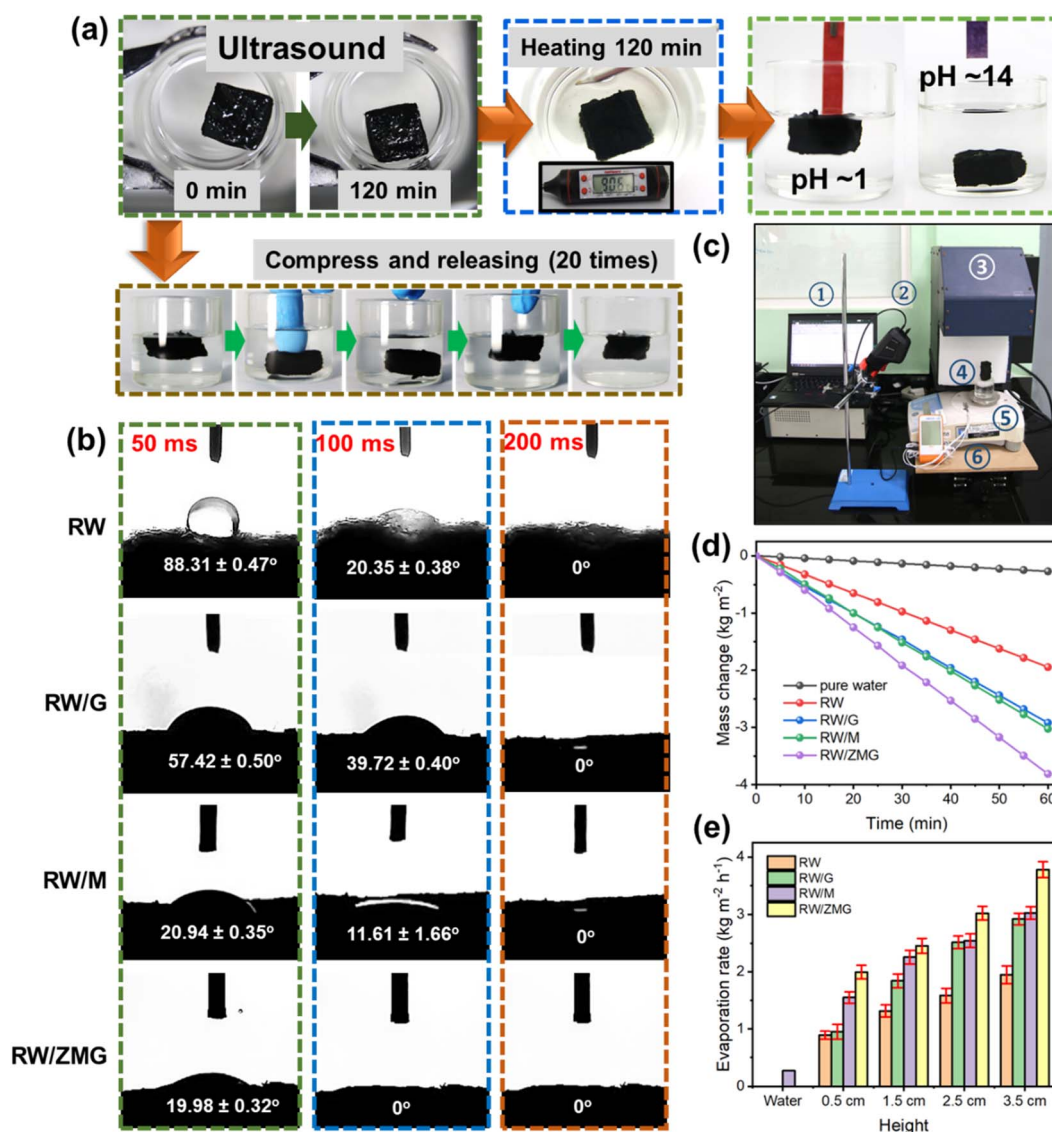 (a)
Ultrasound
0 min
120 min
Heating 120 min
90.6
pH ~1
pH ~14
Compress and releasing (20 times)
(b)
50 ms
100 ms
200 ms
RW
88.31 ± 0.47°
20.35 ± 0.38°
0°
RW/G
57.42 ± 0.50°
39.72 ± 0.40°
0°
RW/M
20.94 ± 0.35°
11.61 ± 1.66°
0°
RW/ZMG
19.98 ± 0.32°
0°
0°
(c)
①
②
③
④
⑤
⑥
(d)
Mass change (kg m⁻²)
0
-1
-2
-3
-4
pure water
RW
RW/G
RW/M
RW/ZMG
0 10 20 30 40 50 60
Time (min)
(e)
Evaporation rate (kg m⁻² h⁻¹)
4
3
2
1
0
RW
RW/G
RW/M
RW/ZMG
Water 0.5 cm 1.5 cm 2.5 cm 3.5 cm
Height